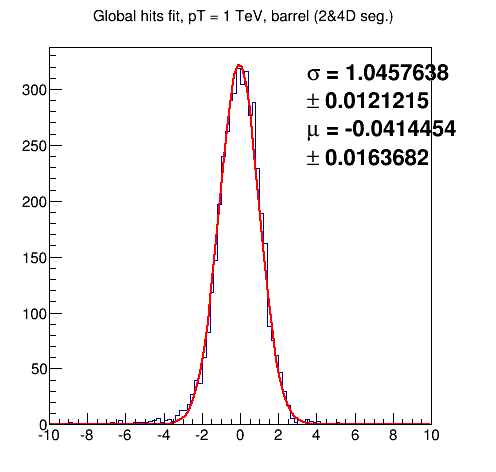 Global hits fit, pT = 1 TeV, barrel (2&4D seg.)
σ = 1.0457638
± 0.0121215
μ = -0.0414454
± 0.0163682
300
250
200
150
100
50
0
-10 -8 -6 -4 -2 0 2 4 6 8 10